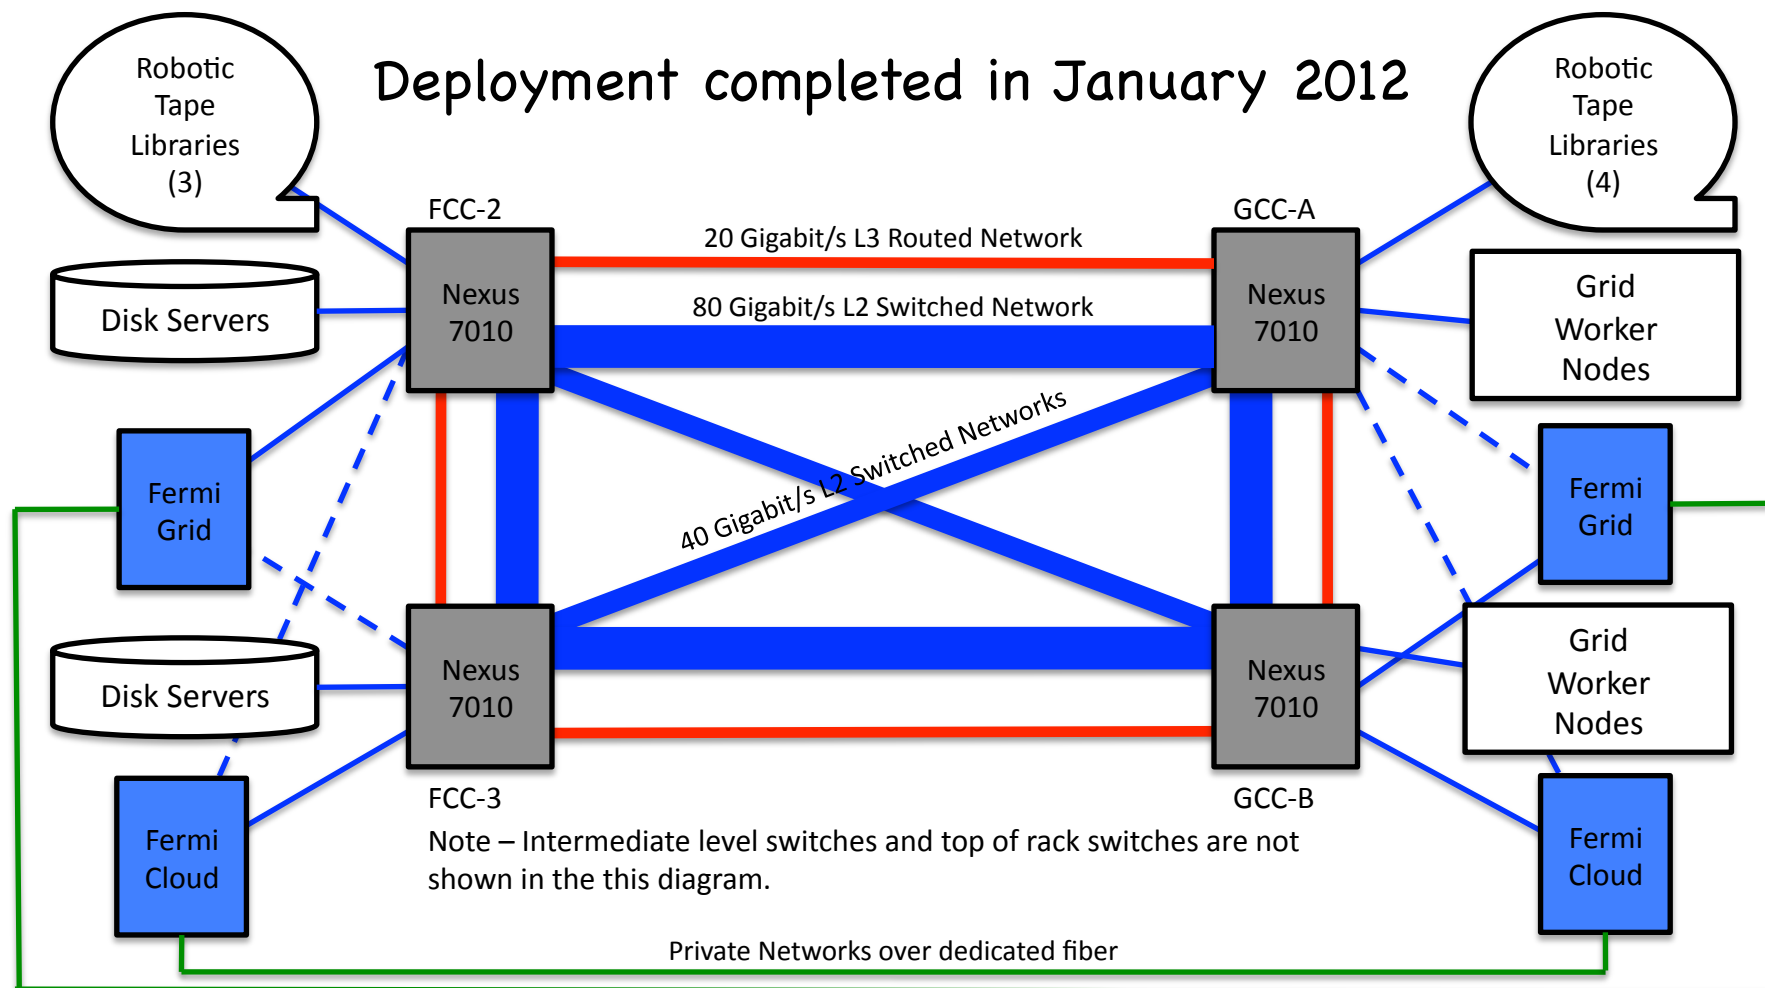 Deployment completed in January 2012
Robotic
Tape
Libraries
(3)
Robotic
Tape
Libraries
(4)
FCC-2
GCC-A
20 Gigabit/s L3 Routed Network
Nexus
7010
Nexus
7010
80 Gigabit/s L2 Switched Network
Disk Servers
Grid
Worker
Nodes
40 Gigabit/s L2 Switched Networks
Fermi
Grid
Fermi
Grid
Disk Servers
Nexus
7010
Nexus
7010
Grid
Worker
Nodes
FCC-3
GCC-B
Fermi
Cloud
Note – Intermediate level switches and top of rack switches are not
shown in the this diagram.
Fermi
Cloud
Private Networks over dedicated fiber